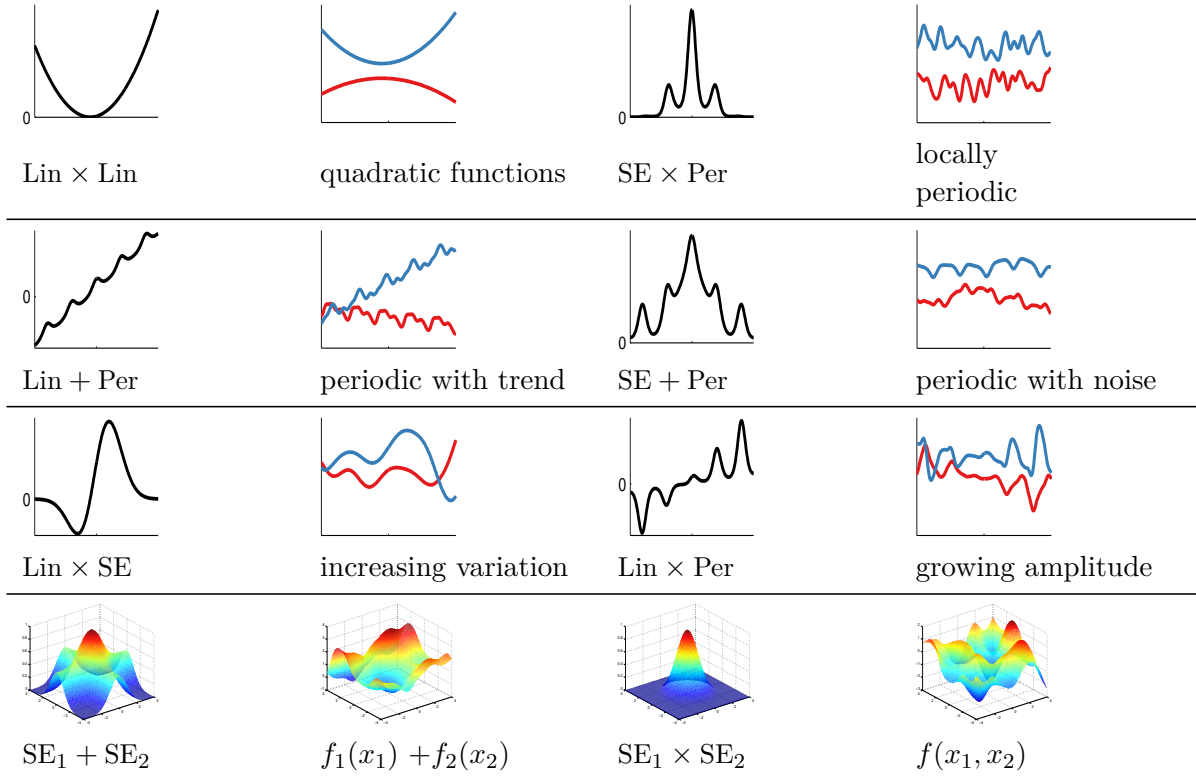 0
Lin × Lin
quadratic functions
0
SE × Per
locally
periodic
0
Lin + Per
periodic with trend
0
SE + Per
periodic with noise
0
Lin × SE
increasing variation
0
Lin × Per
growing amplitude
SE₁ + SE₂
f₁(x₁) +f₂(x₂)
SE₁ × SE₂
f(x₁, x₂)